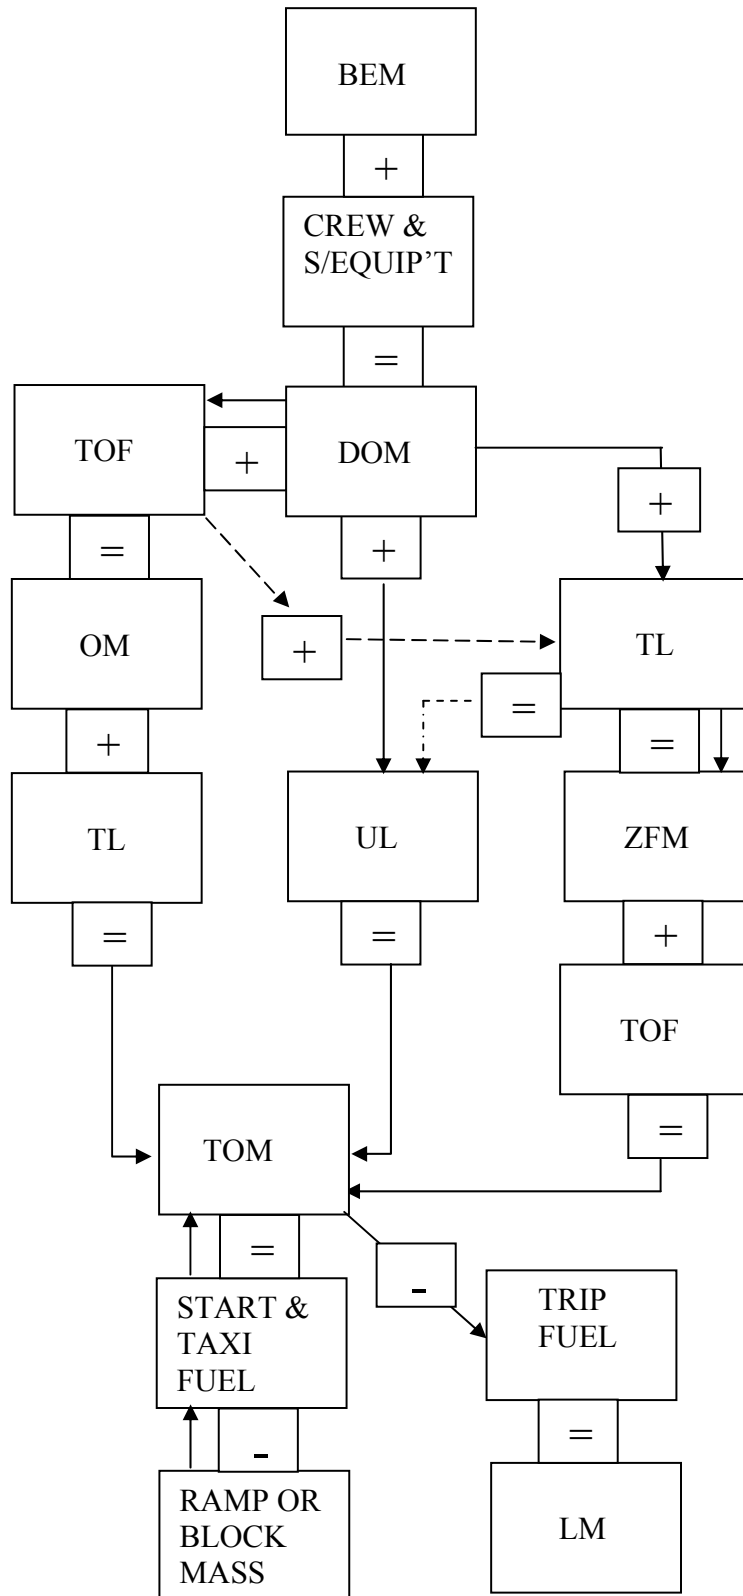 BEM
+
CREW &
S/EQUIP'T
=
TOF
+
DOM
+
+
=
OM
+
TL
=
+
=
TL
UL
ZFM
=
=
+
TOF
=
TOM
=
-
START &
TAXI
FUEL
TRIP
FUEL
-
=
RAMP OR
BLOCK
MASS
LM